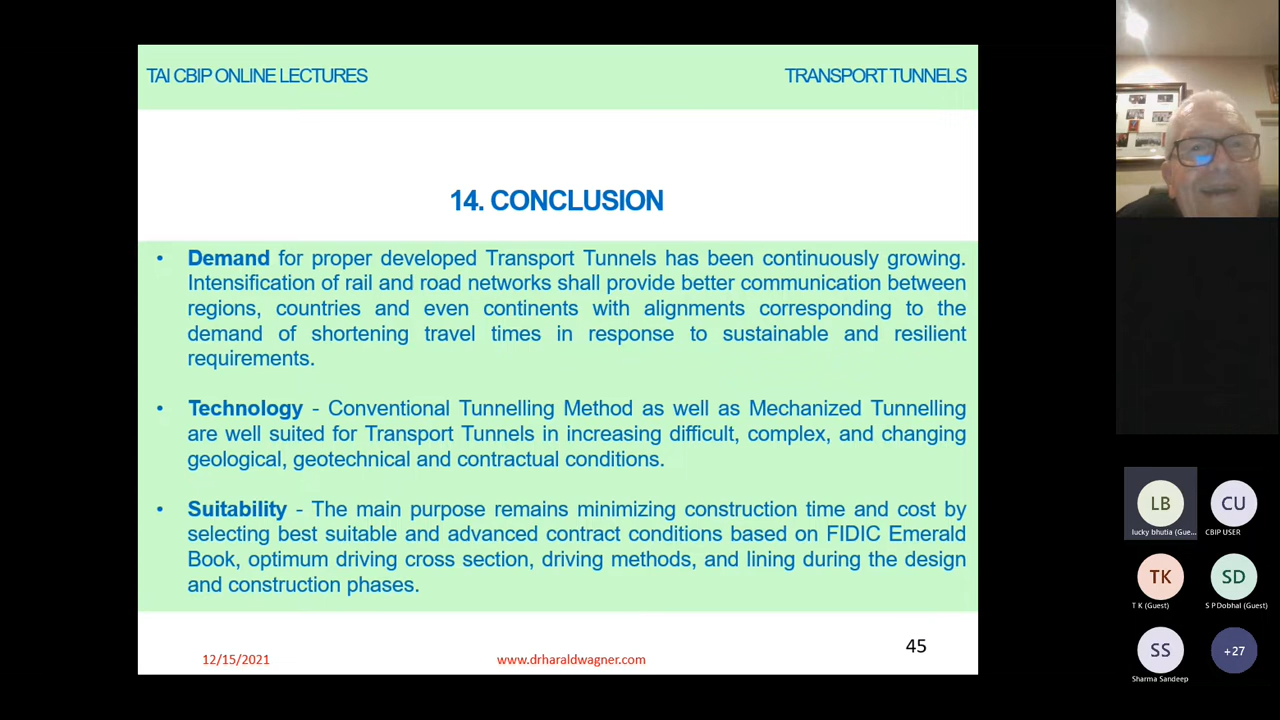 TAI CBIP ONLINE LECTURES
TRANSPORT TUNNELS
14. CONCLUSION
• Demand for proper developed Transport Tunnels has been continuously growing.
Intensification of rail and road networks shall provide better communication between
regions, countries and even continents with alignments corresponding to the
demand of shortening travel times in response to sustainable and resilient
requirements.
• Technology - Conventional Tunnelling Method as well as Mechanized Tunnelling
are well suited for Transport Tunnels in increasing difficult, complex, and changing
geological, geotechnical and contractual conditions.
• Suitability - The main purpose remains minimizing construction time and cost by
selecting best suitable and advanced contract conditions based on FIDIC Emerald
Book, optimum driving cross section, driving methods, and lining during the design
and construction phases.
12/15/2021
www.drharaldwagner.com
45
LB
CU
lucky bhutia (Gue...
CBIP USER
TK
SD
T K (Guest)
S P Dobhal (Guest)
SS
+27
Sharma Sandeep